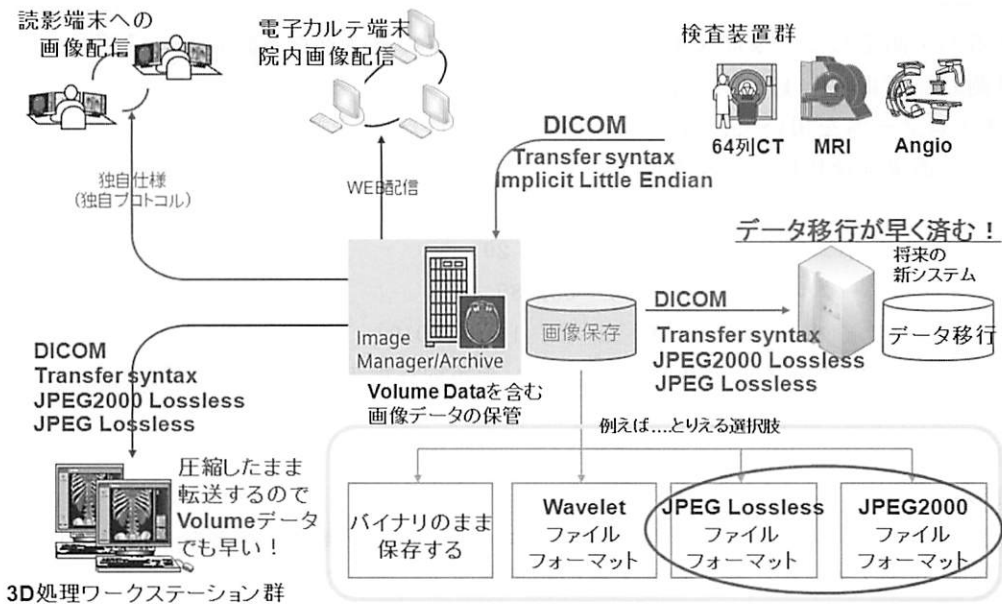 読影端末への
画像配信
電子カルテ端末
院内画像配信
検査装置群
64列CT
MRI
Angio
DICOM
Transfer syntax
Implicit Little Endian
独自仕様
(独自プロトコル)
WEB配信
データ移行が早く済む！
将来の
新システム
データ移行
DICOM
Transfer syntax
JPEG2000 Lossless
JPEG Lossless
画像保存
Image
Manager/Archive
Volume Dataを含む
画像データの保管
DICOM
Transfer syntax
JPEG2000 Lossless
JPEG Lossless
圧縮したまま
転送するので
Volumeデータ
でも早い！
3D処理ワークステーション群
例えば....とりえる選択肢
バイナリのまま
保存する
Wavelet
ファイル
フォーマット
JPEG Lossless
ファイル
フォーマット
JPEG2000
ファイル
フォーマット